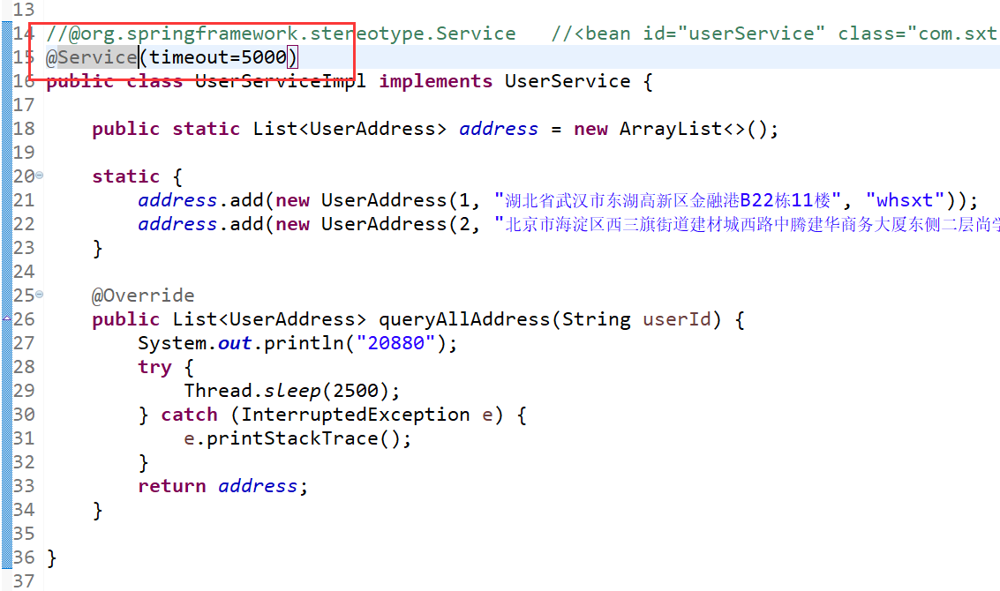 13
14 //@org.springframework.stereotype.Service   //<bean id="userService" class="com.sxt
15 @Service(timeout=5000)
16 public class UserServiceImpl implements UserService {
17
18     public static List<UserAddress> address = new ArrayList<>();
19
20     static {
21         address.add(new UserAddress(1, "湖北省武汉市东湖高新区金融港B22栋11楼", "whsxt"));
22         address.add(new UserAddress(2, "北京市海淀区西三旗街道建材城西路中腾建华商务大厦东侧二层尚学
23     }
24
25     @Override
26     public List<UserAddress> queryAllAddress(String userId) {
27         System.out.println("20880");
28         try {
29             Thread.sleep(2500);
30         } catch (InterruptedException e) {
31             e.printStackTrace();
32         }
33         return address;
34     }
35
36 }
37